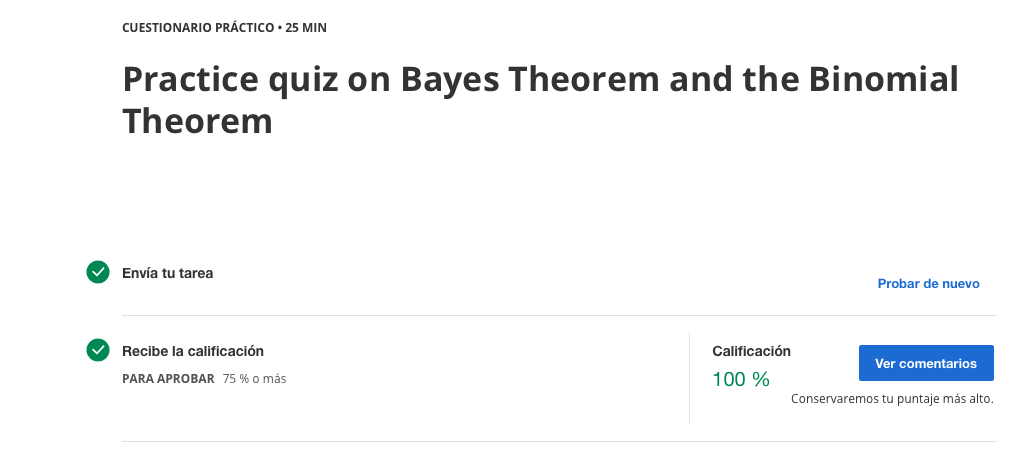 CUESTIONARIO PRÁCTICO • 25 MIN
Practice quiz on Bayes Theorem and the Binomial
Theorem
Envía tu tarea
Probar de nuevo
Recibe la calificación
PARA APROBAR 75 % o más
Calificación
100 %
Ver comentarios
Conservaremos tu puntaje más alto.